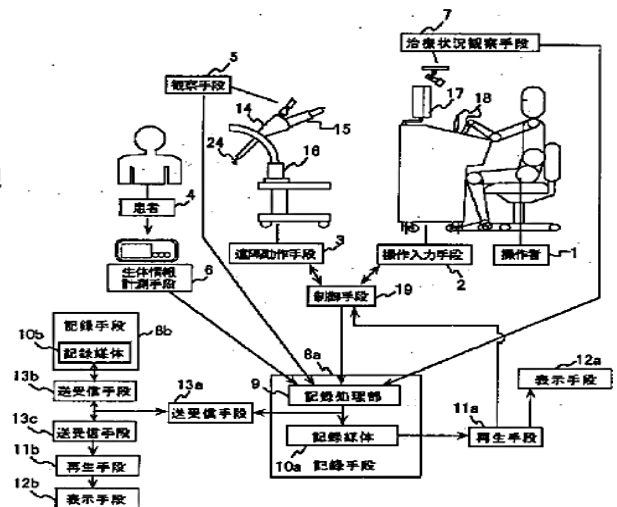 7
治療状況観察手段
5
観察手段
14
15
17
18
24
16
4
患者
6
生体情報
計測手段
遠隔動作手段
3
操作入力手段
2
操作者
1
制御手段
19
記録手段
10b
記録媒体
8b
13b
送受信手段
13c
送受信手段
11b
再生手段
12b
表示手段
13a
送受信手段
8a
9
記録処理部
記録媒体
10a
記録手段
11a
再生手段
12a
表示手段